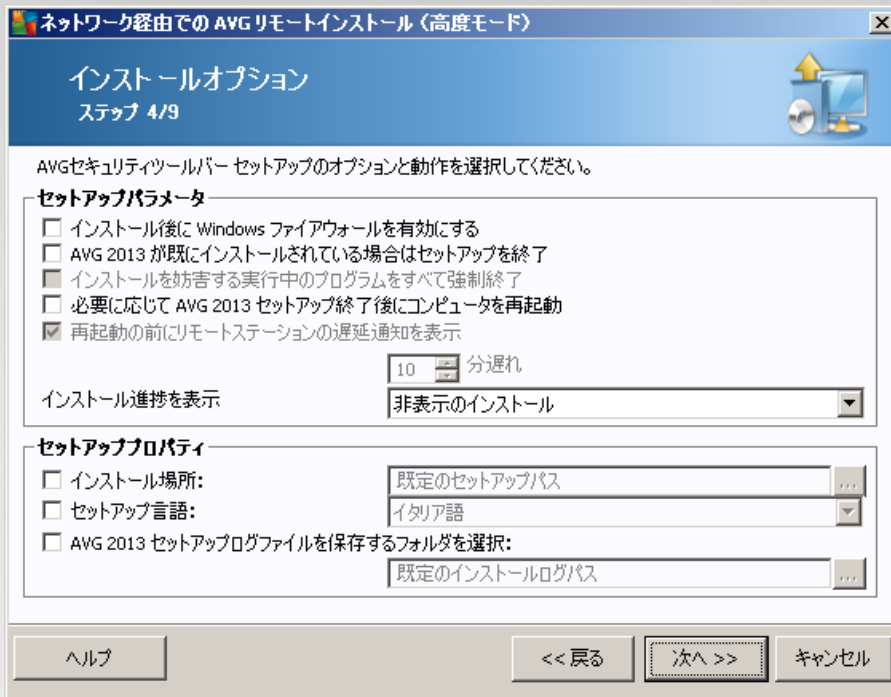 ネットワーク経由での AVG リモートインストール (高度モード)
インストールオプション
ステップ 4/9
AVGセキュリティツールバー セットアップのオプションと動作を選択してください。
セットアップパラメータ
インストール後に Windows ファイアウォールを有効にする
AVG 2013 が既にインストールされている場合はセットアップを終了
インストールを妨害する実行中のプログラムをすべて強制終了
必要に応じて AVG 2013 セットアップ終了後にコンピュータを再起動
再起動の前にリモートステーションの遅延通知を表示
10 分遅れ
インストール進捗を表示 非表示のインストール
セットアッププロパティ
インストール場所: 既定のセットアップパス ...
セットアップ言語: イタリア語
AVG 2013 セットアップログファイルを保存するフォルダを選択:
既定のインストールログパス ...
ヘルプ << 戻る 次へ >> キャンセル